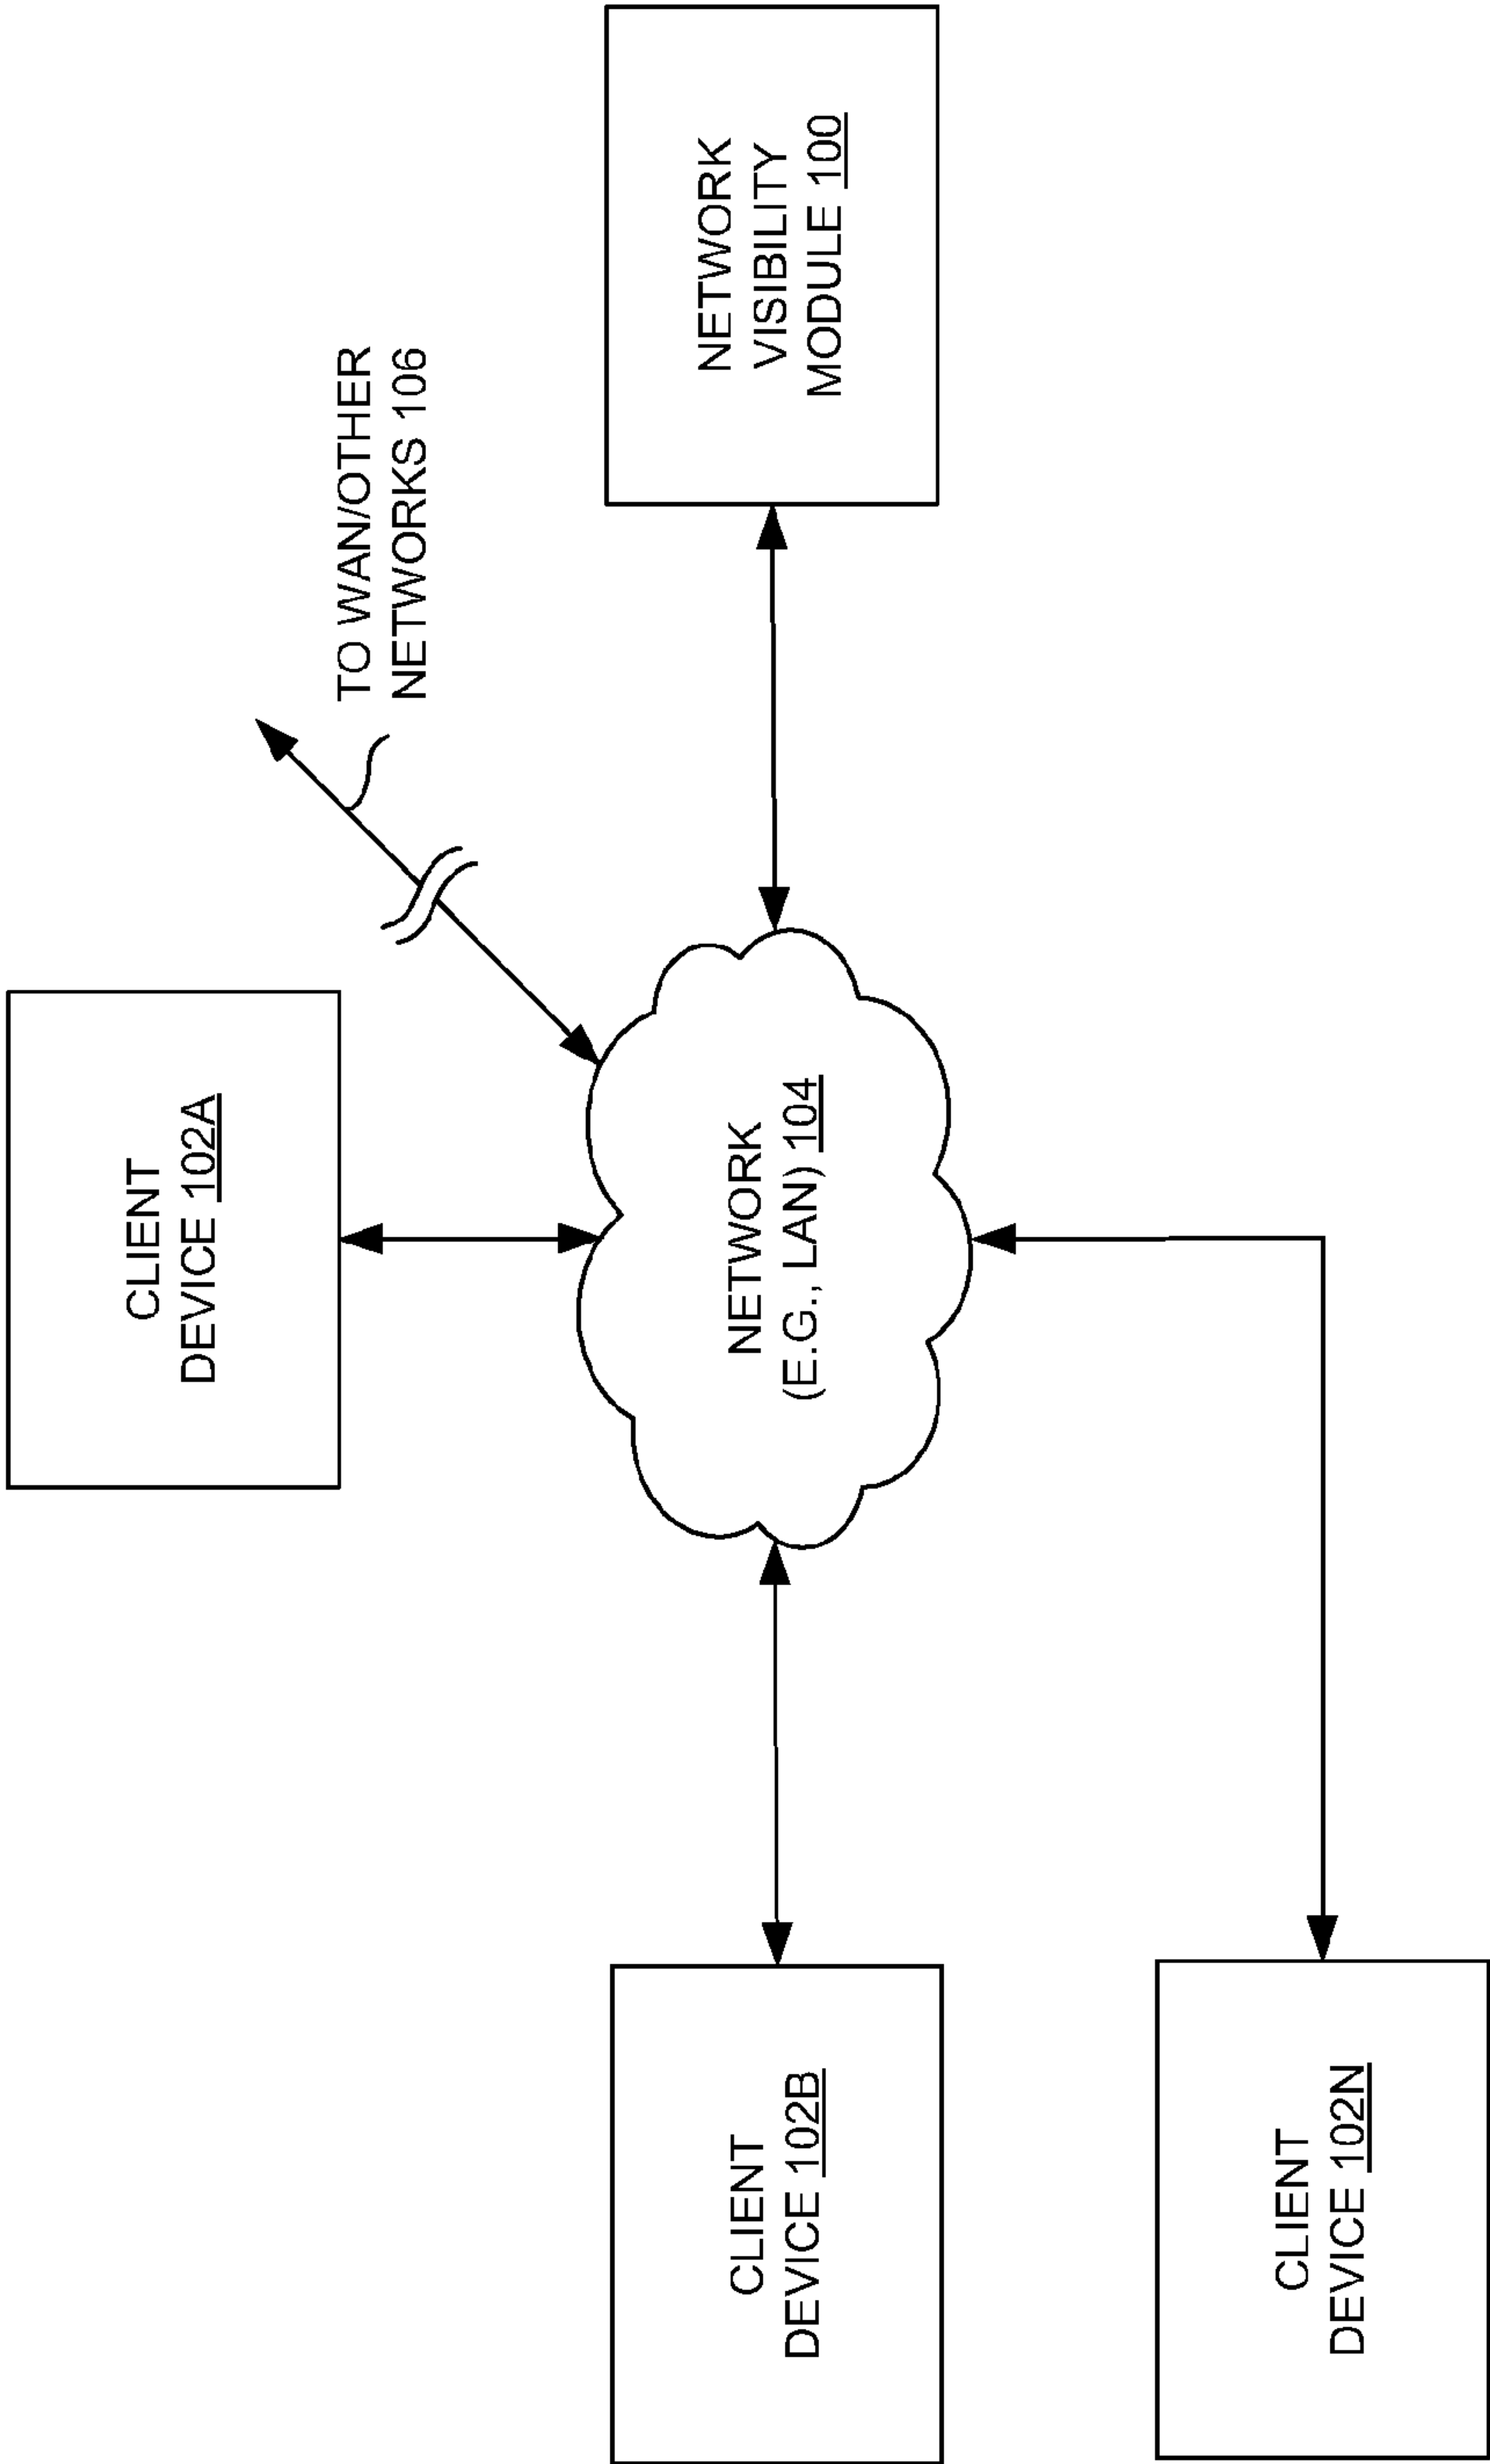 CLIENT
DEVICE 102A
TO WAN/OTHER
NETWORKS 106
CLIENT
DEVICE 102B
NETWORK
(E.G., LAN) 104
NETWORK
VISIBILITY
MODULE 100
CLIENT
DEVICE 102N